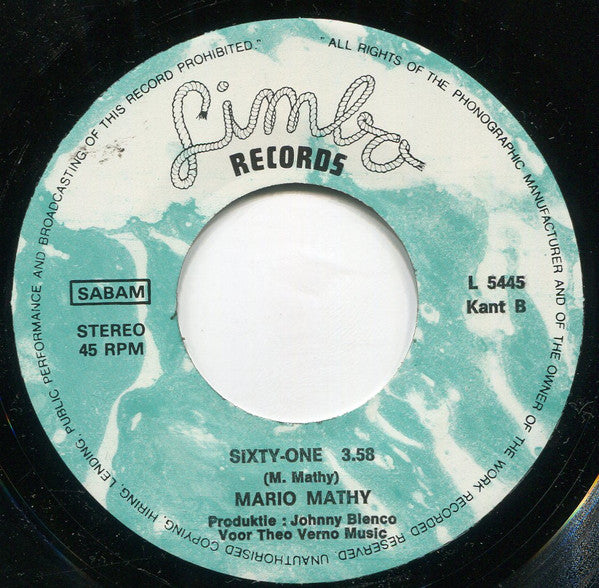 "ALL RIGHTS OF THE PHONOGRAPHIC MANUFACTURER AND OF THE OWNER OF THE WORK RECORDED RESERVED UNAUTHORISED COPYING, HIRING, LENDING, PUBLIC PERFORMANCE AND BROADCASTING OF THIS RECORD PROHIBITED."
Limbo
RECORDS
SABAM
STEREO
45 RPM
L 5445
Kant B
SiXTY-ONE 3.58
(M. Mathy)
MARIO MATHY
Produktie : Johnny Blenco
Voor Theo Verno Music